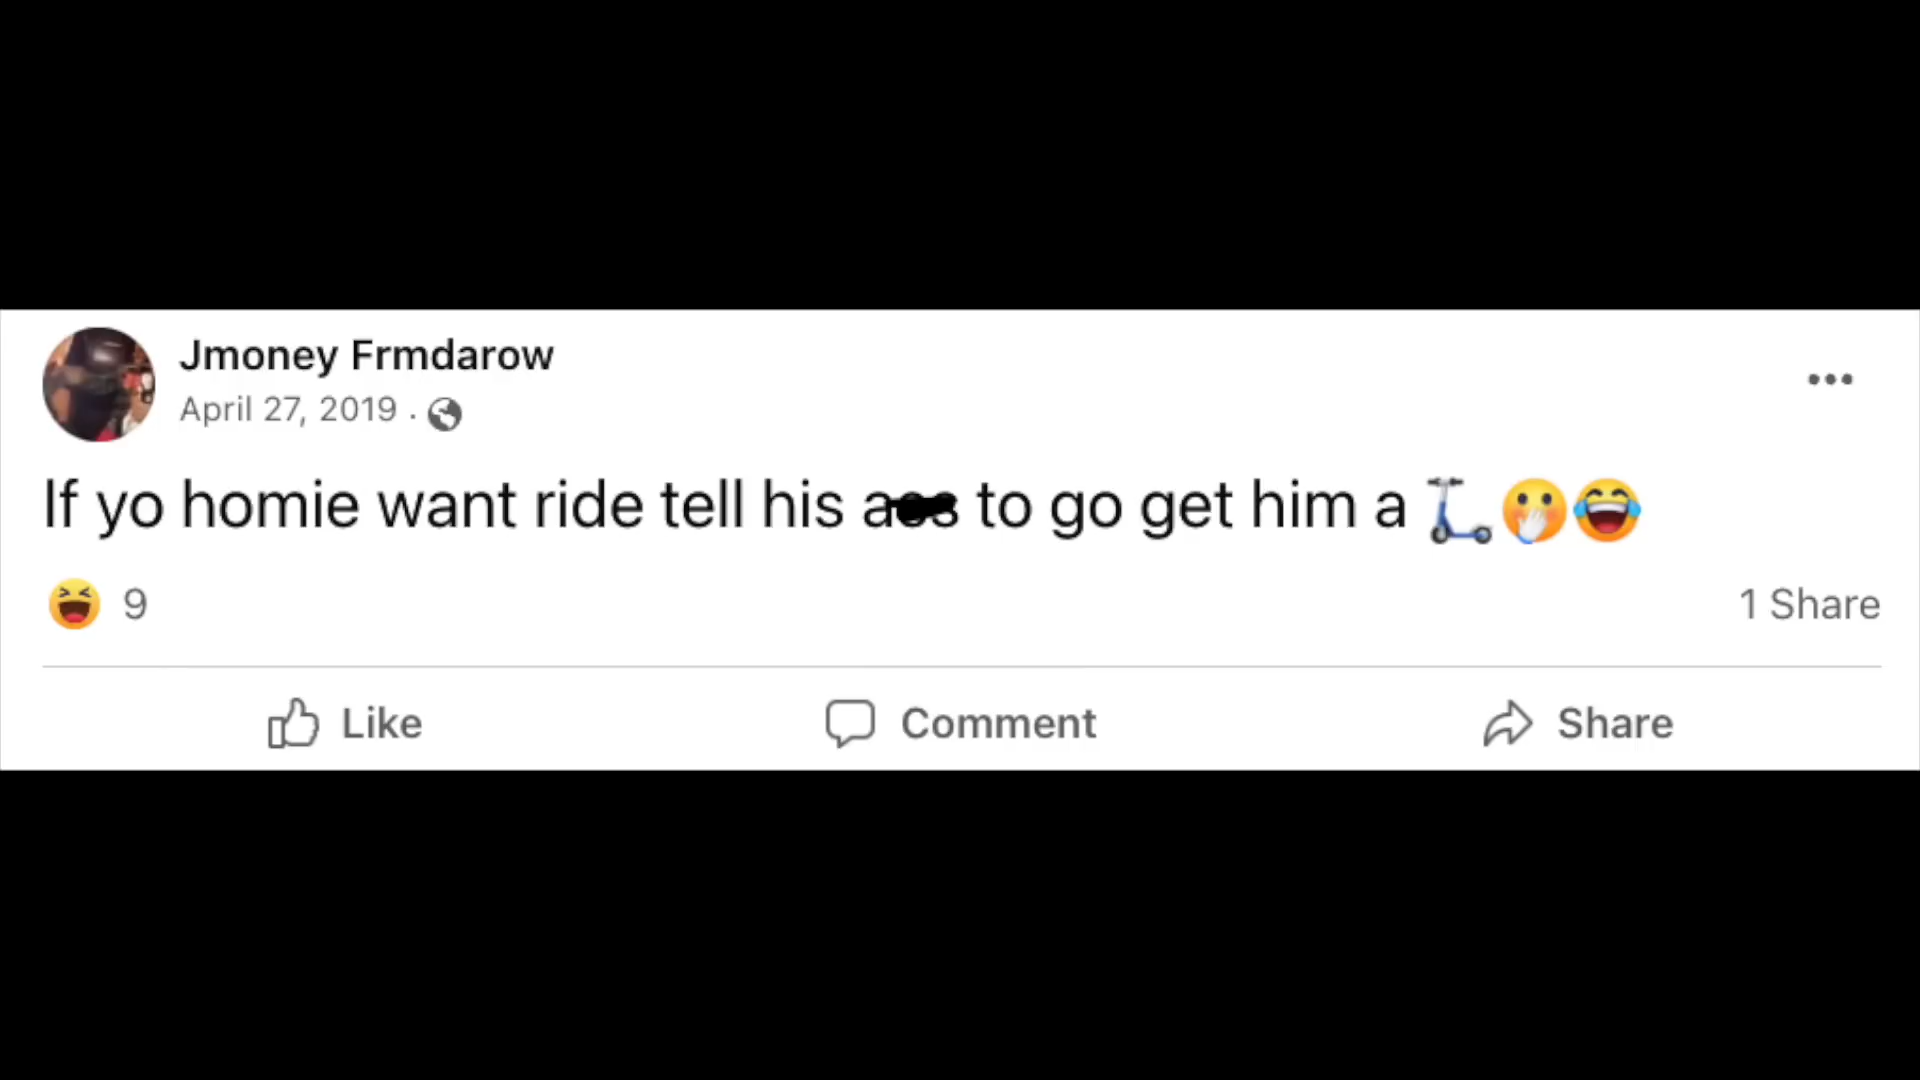 Jmoney Frmdarow
April 27, 2019 ·
If yo homie want ride tell his to go get him a 🛴🤭😂
9
1 Share
Like
Comment
Share